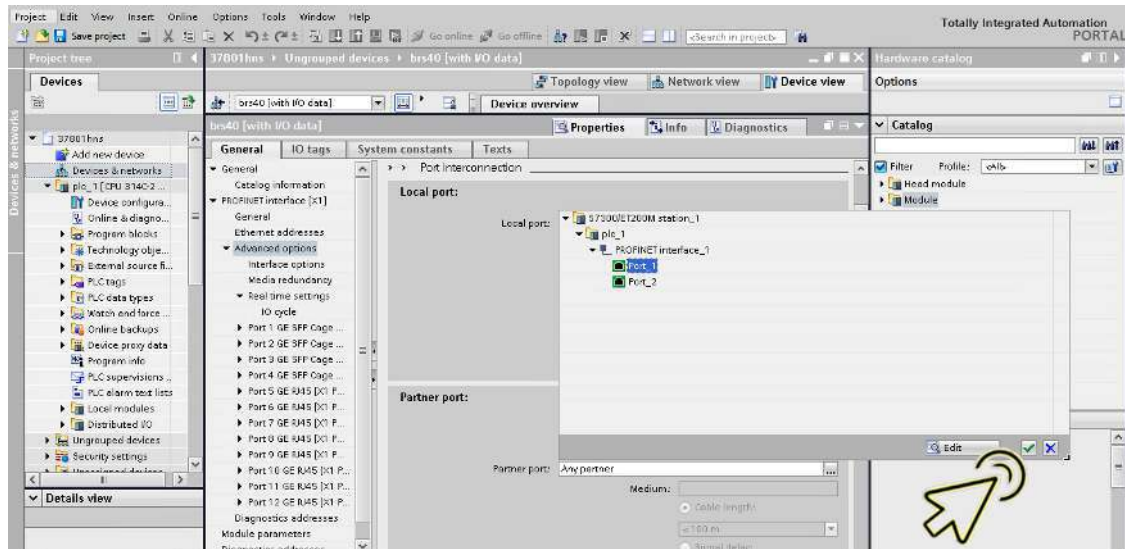 Project Edit View Insert Online Options Tools Window Help
Totally Integrated Automation
PORTAL
Save project
Go online
Go offline
<Search in project>
Project tree
37801hns Ungrouped devices brs40 [with I/O data]
Hardware catalog
Devices
Topology view
Network view
Device view
Options
brs40 [with I/O data]
Device overview
Devices & networks
brs40 [with I/O data]
Properties
Info
Diagnostics
Catalog
General
IO tags
System constants
Texts
Filter
Profile:
<All>
Head module
Module
37801hns
Add new device
Devices & networks
plc_1 [CPU 314C-2 ...
Device configura...
Online & diagno...
Program blocks
Technology obje...
External source fi...
PLC tags
PLC data types
Watch and force ...
Online backups
Device proxy data
Program info
PLC supervisions ...
PLC alarm text lists
Local modules
Distributed I/O
Ungrouped devices
Security settings
Details view
General
Catalog information
PROFINET interface [X1]
General
Ethernet addresses
Advanced options
Interface options
Media redundancy
Real time settings
IO cycle
Port 1 GE SFP Cage ...
Port 2 GE SFP Cage ...
Port 3 GE SFP Cage ...
Port 4 GE SFP Cage ...
Port 5 GE RJ45 [X1 P...
Port 6 GE RJ45 [X1 P...
Port 7 GE RJ45 [X1 P...
Port 8 GE RJ45 [X1 P...
Port 9 GE RJ45 [X1 P...
Port 10 GE RJ45 [X1 P...
Port 11 GE RJ45 [X1 P...
Port 12 GE RJ45 [X1 P...
Diagnostics addresses
Module parameters
> > Port interconnection
Local port:
Local port:
S7300/ET200M station_1
plc_1
PROFINET interface_1
Port_1
Port_2
Edit
Partner port:
Partner port:
Any partner
...
Medium:
Cable length:
<100 m
Signal delay: